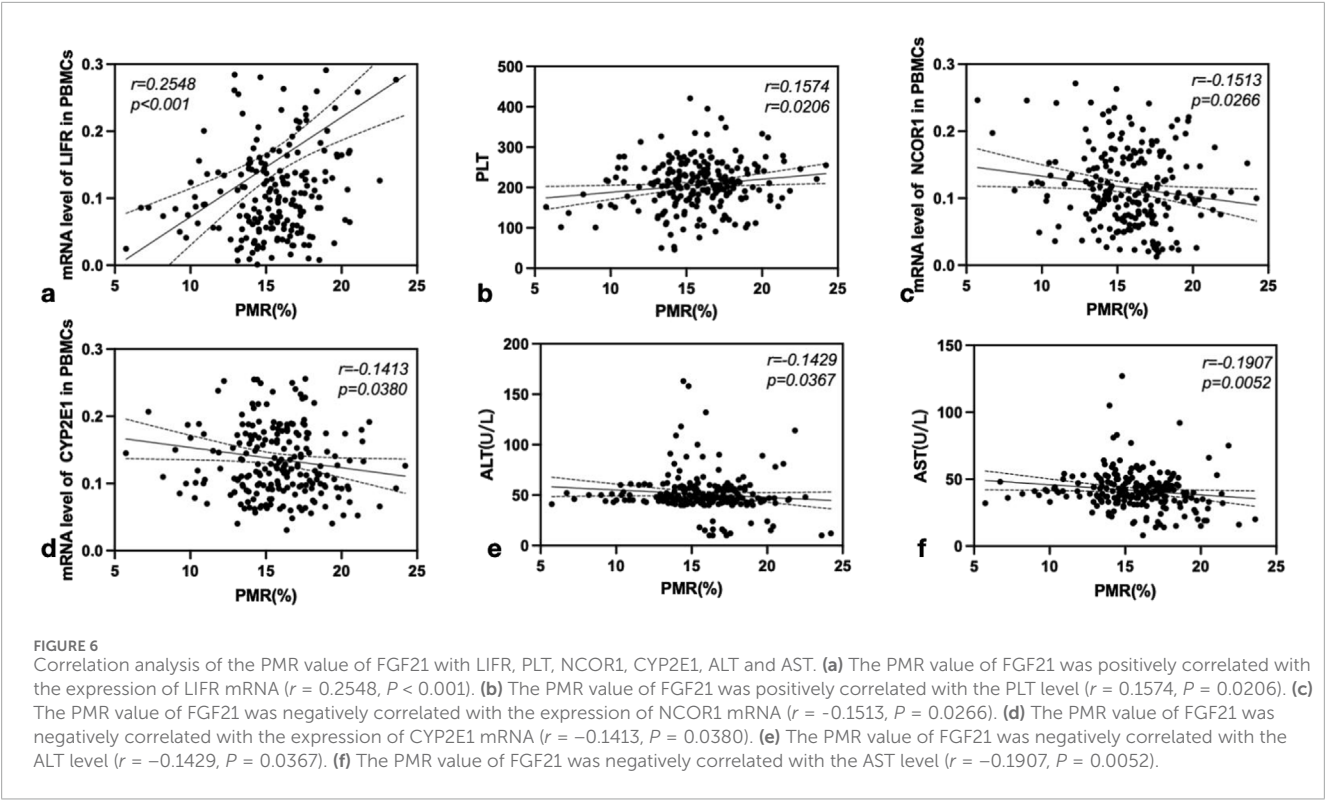 mRNA level of LIFR in PBMCs
0.3
0.2
0.1
0.0
r=0.2548
p<0.001
5 10 15 20 25
PMR(%)
a
PLT
500
400
300
200
100
0
r=0.1574
r=0.0206
5 10 15 20 25
PMR(%)
b
mRNA level of NCOR1 in PBMCs
0.3
0.2
0.1
0.0
r=-0.1513
p=0.0266
5 10 15 20 25
PMR(%)
c
mRNA level of CYP2E1 in PBMCs
0.3
0.2
0.1
0.0
r=-0.1413
p=0.0380
5 10 15 20 25
PMR(%)
d
ALT(U/L)
200
150
100
50
0
r=-0.1429
p=0.0367
5 10 15 20 25
PMR(%)
e
AST(U/L)
150
100
50
0
r=-0.1907
p=0.0052
5 10 15 20 25
PMR(%)
f
FIGURE 6
Correlation analysis of the PMR value of FGF21 with LIFR, PLT, NCOR1, CYP2E1, ALT and AST. (a) The PMR value of FGF21 was positively correlated with
the expression of LIFR mRNA (r = 0.2548, P < 0.001). (b) The PMR value of FGF21 was positively correlated with the PLT level (r = 0.1574, P = 0.0206). (c)
The PMR value of FGF21 was negatively correlated with the expression of NCOR1 mRNA (r = -0.1513, P = 0.0266). (d) The PMR value of FGF21 was
negatively correlated with the expression of CYP2E1 mRNA (r = −0.1413, P = 0.0380). (e) The PMR value of FGF21 was negatively correlated with the
ALT level (r = −0.1429, P = 0.0367). (f) The PMR value of FGF21 was negatively correlated with the AST level (r = −0.1907, P = 0.0052).